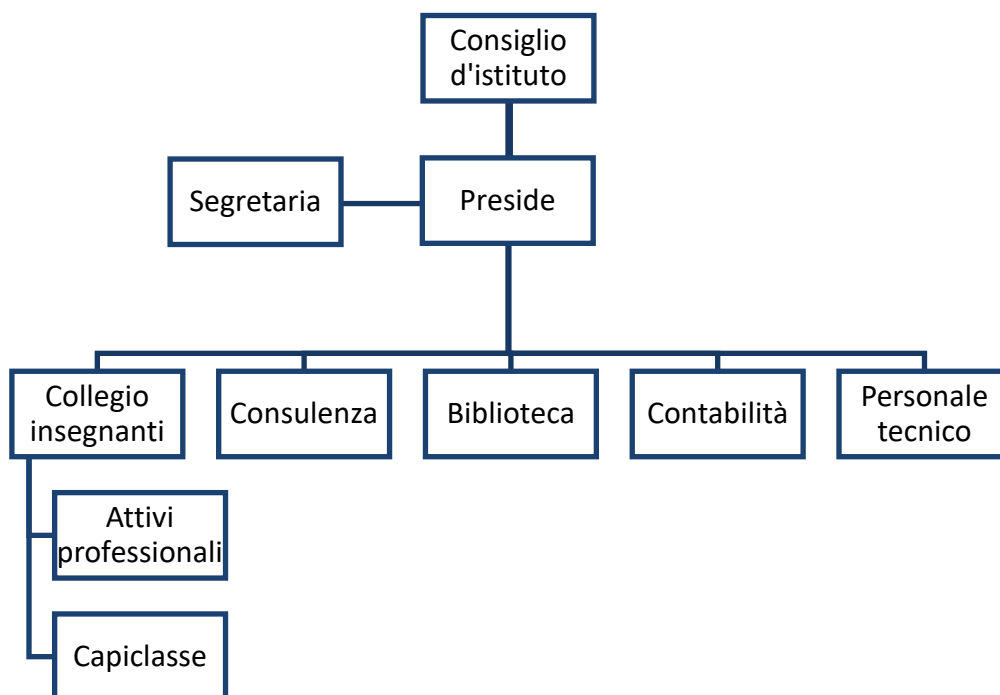 Consiglio
d'istituto
Segretaria
Preside
Collegio
insegnanti
Consulenza
Biblioteca
Contabilità
Personale
tecnico
Attivi
professionali
Capiclasse